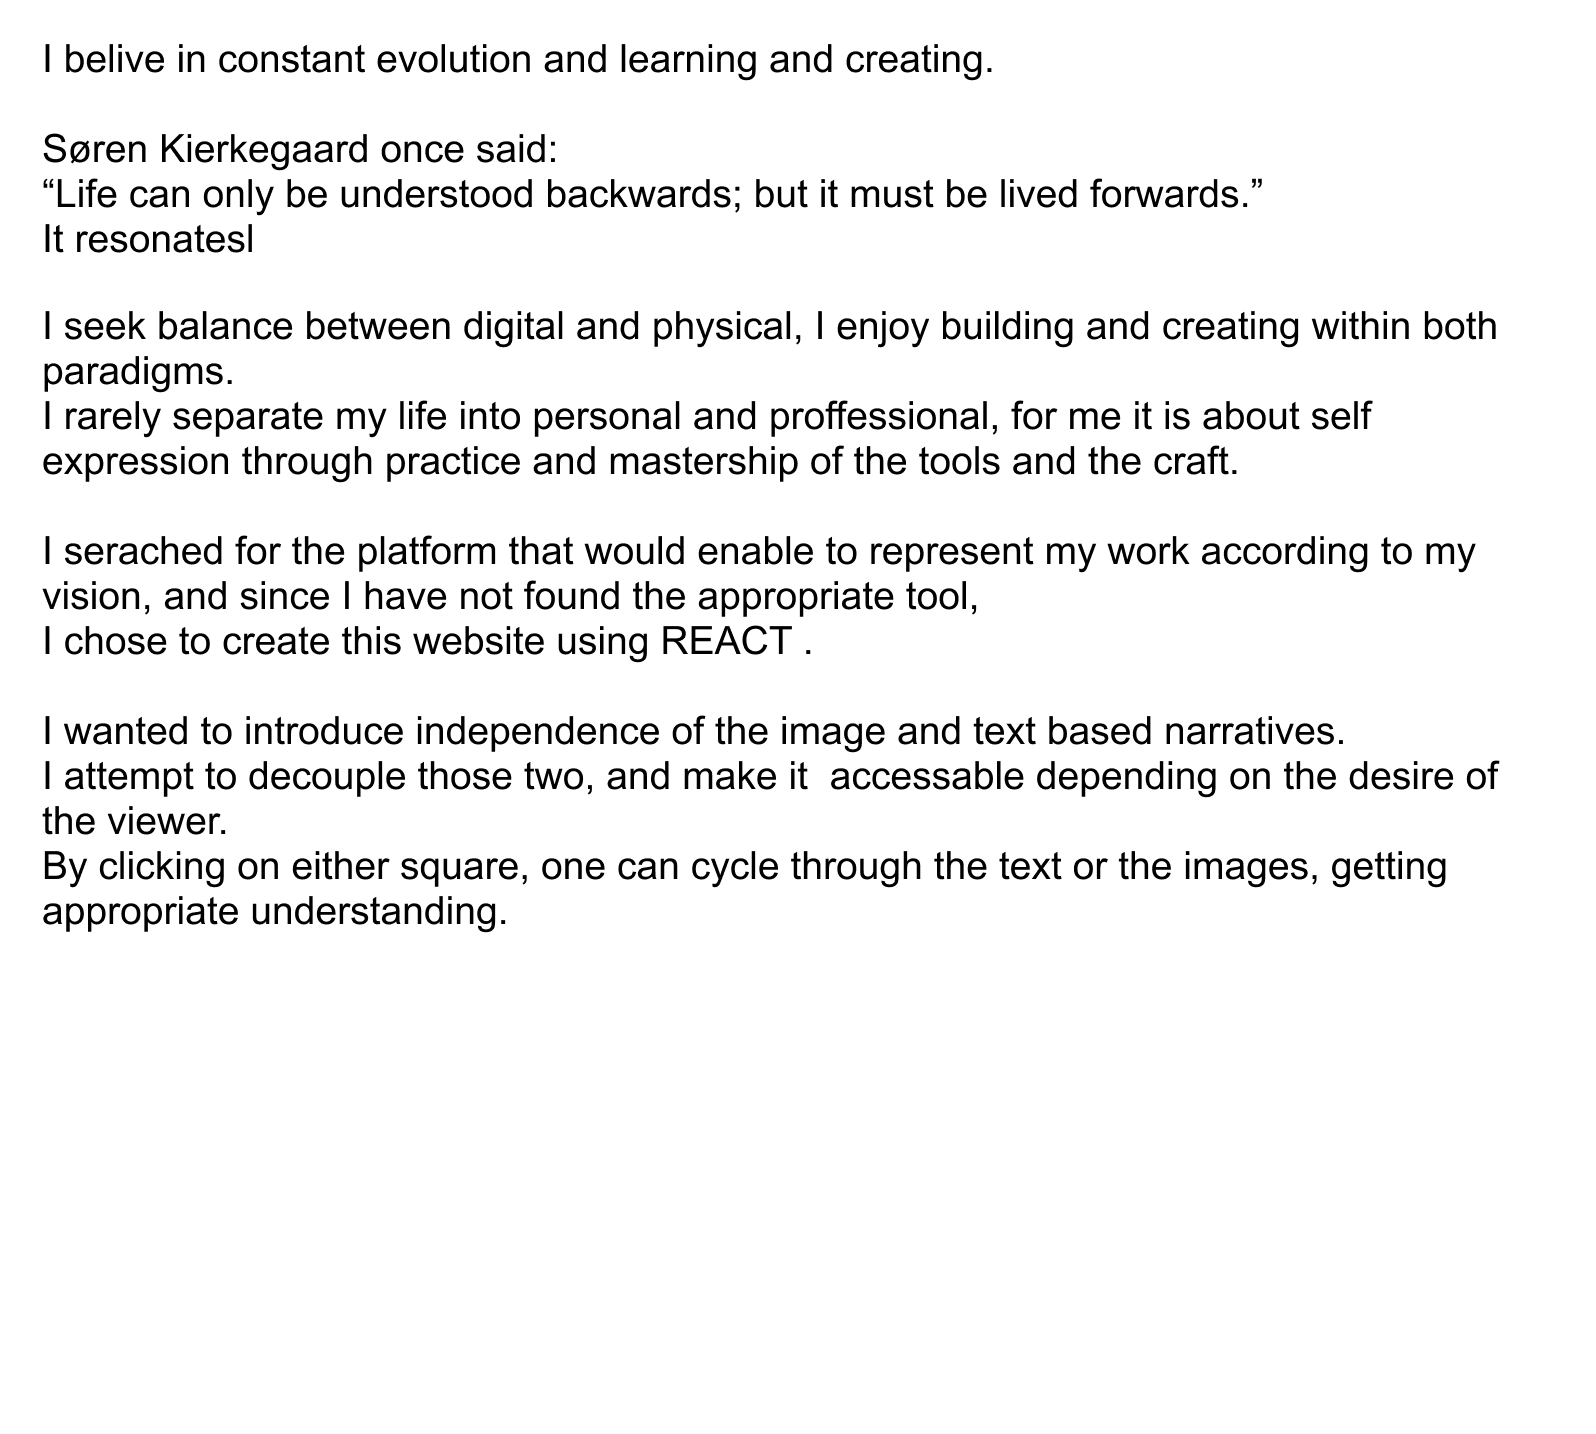 I belive in constant evolution and learning and creating.
Søren Kierkegaard once said:
“Life can only be understood backwards; but it must be lived forwards.”
It resonatesl
I seek balance between digital and physical, I enjoy building and creating within both
paradigms.
I rarely separate my life into personal and proffessional, for me it is about self
expression through practice and mastership of the tools and the craft.
I serached for the platform that would enable to represent my work according to my
vision, and since I have not found the appropriate tool,
I chose to create this website using REACT .
I wanted to introduce independence of the image and text based narratives.
I attempt to decouple those two, and make it  accessable depending on the desire of
the viewer.
By clicking on either square, one can cycle through the text or the images, getting
appropriate understanding.